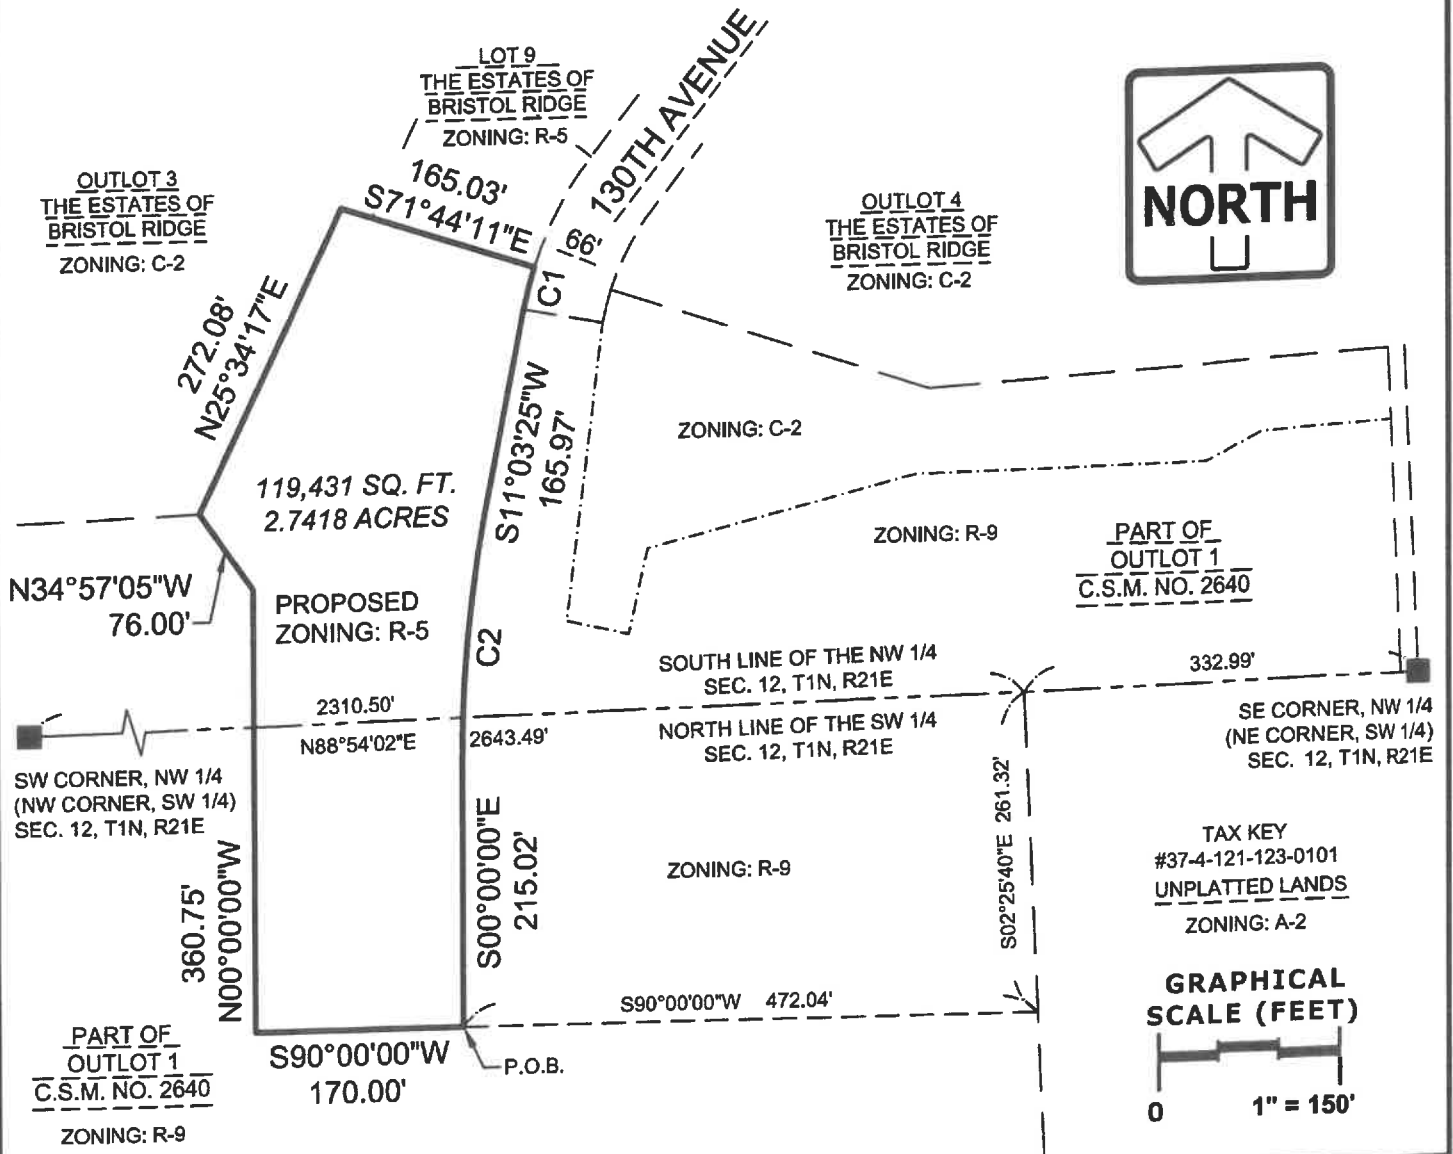 LOT 9
THE ESTATES OF
BRISTOL RIDGE
ZONING: R-5
130TH AVENUE
NORTH
OUTLOT 3
THE ESTATES OF
BRISTOL RIDGE
ZONING: C-2
165.03'
S71°44'11"E
66'
C1
OUTLOT 4
THE ESTATES OF
BRISTOL RIDGE
ZONING: C-2
272.08'
N25°34'17"E
S11°03'25"W
165.97'
ZONING: C-2
119,431 SQ. FT.
2.7418 ACRES
ZONING: R-9
PART OF
OUTLOT 1
C.S.M. NO. 2640
N34°57'05"W
76.00'
PROPOSED
ZONING: R-5
C2
SOUTH LINE OF THE NW 1/4
SEC. 12, T1N, R21E
332.99'
2310.50'
N88°54'02"E
2643.49'
NORTH LINE OF THE SW 1/4
SEC. 12, T1N, R21E
SE CORNER, NW 1/4
(NE CORNER, SW 1/4)
SEC. 12, T1N, R21E
SW CORNER, NW 1/4
(NW CORNER, SW 1/4)
SEC. 12, T1N, R21E
360.75'
N00°00'00"W
S00°00'00"E
215.02'
ZONING: R-9
S02°25'40"E 261.32'
TAX KEY
#37-4-121-123-0101
UNPLATTED LANDS
ZONING: A-2
S90°00'00"W 472.04'
GRAPHICAL
SCALE (FEET)
0
1" = 150'
PART OF
OUTLOT 1
C.S.M. NO. 2640
ZONING: R-9
S90°00'00"W
170.00'
P.O.B.